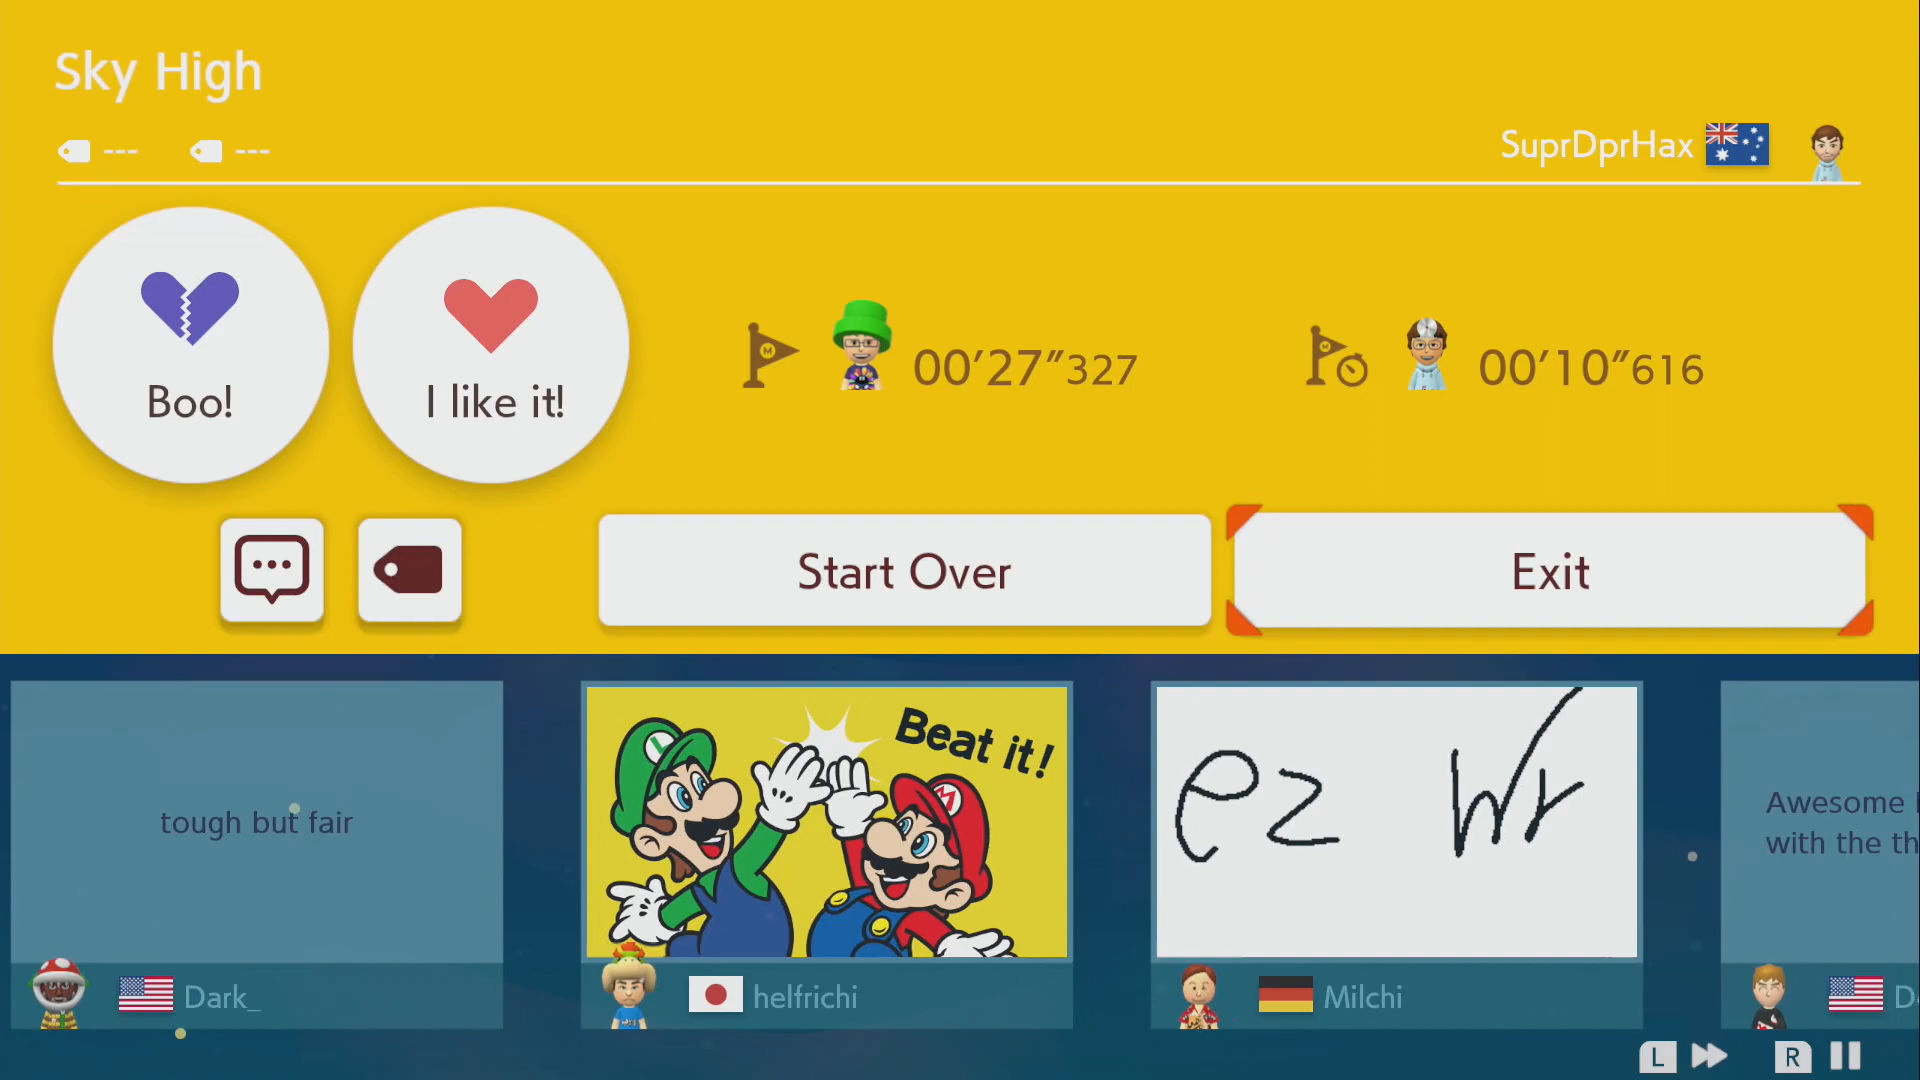 Sky High
--- ---
SuprDprHax
Boo!
I like it!
M
00'27"327
M
00'10"616
Start Over
Exit
tough but fair
Beat it!
L
M
ez Wr
Awesome
with the th
Dark_
helfrichi
Milchi
L
R